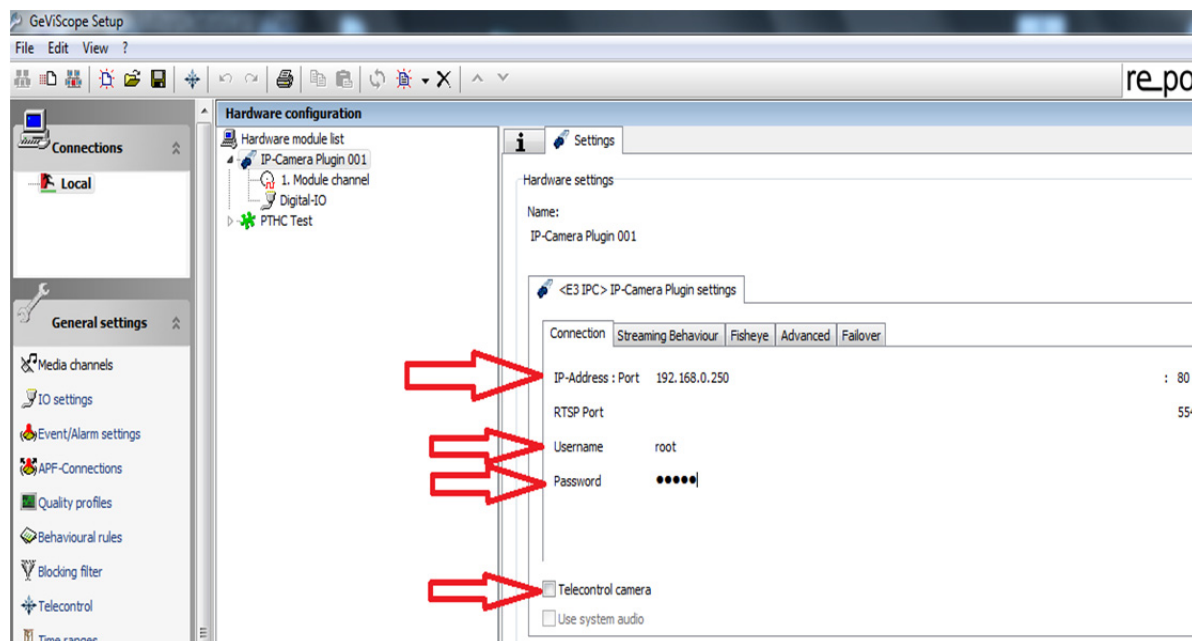 GeViScope Setup
File Edit View ?
re_po
Connections
Local
General settings
Media channels
IO settings
Event/Alarm settings
APF-Connections
Quality profiles
Behavioural rules
Blocking filter
Telecontrol
Time ranges
Hardware configuration
Hardware module list
IP-Camera Plugin 001
1. Module channel
Digital-IO
PTHC Test
i Settings
Hardware settings
Name:
IP-Camera Plugin 001
<E3 IPC> IP-Camera Plugin settings
Connection Streaming Behaviour Fisheye Advanced Failover
IP-Address : Port 192.168.0.250 : 80
RTSP Port 554
Username root
Password •••••
Telecontrol camera
Use system audio